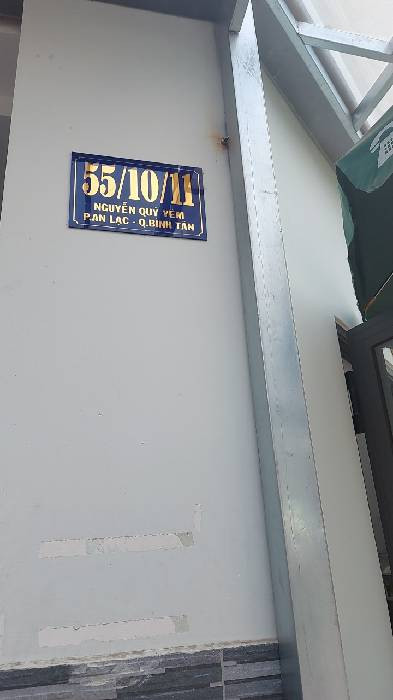 55/10/11
NGUYỄN QUÝ YÊM
P.AN LẠC - Q.BÌNH TÂN